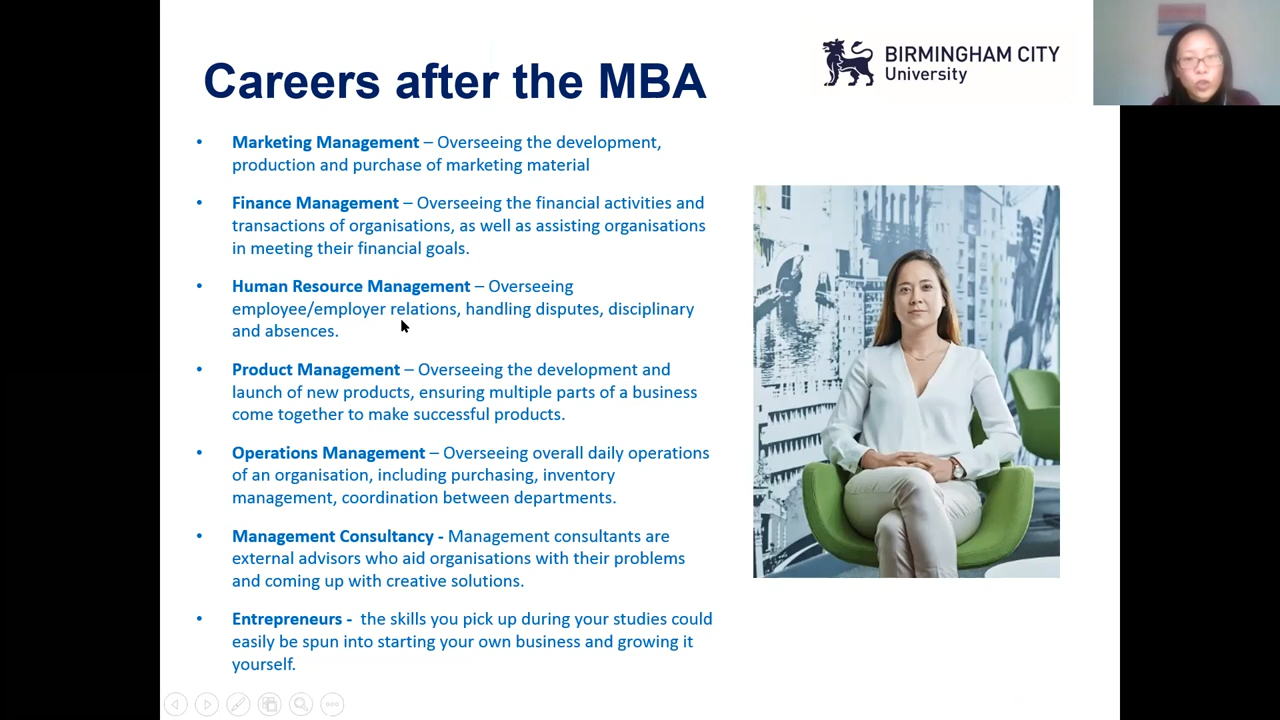 Careers after the MBA
BIRMINGHAM CITY
University
• Marketing Management – Overseeing the development,
production and purchase of marketing material
• Finance Management – Overseeing the financial activities and
transactions of organisations, as well as assisting organisations
in meeting their financial goals.
• Human Resource Management – Overseeing
employee/employer relations, handling disputes, disciplinary
and absences.
• Product Management – Overseeing the development and
launch of new products, ensuring multiple parts of a business
come together to make successful products.
• Operations Management – Overseeing overall daily operations
of an organisation, including purchasing, inventory
management, coordination between departments.
• Management Consultancy - Management consultants are
external advisors who aid organisations with their problems
and coming up with creative solutions.
• Entrepreneurs -  the skills you pick up during your studies could
easily be spun into starting your own business and growing it
yourself.